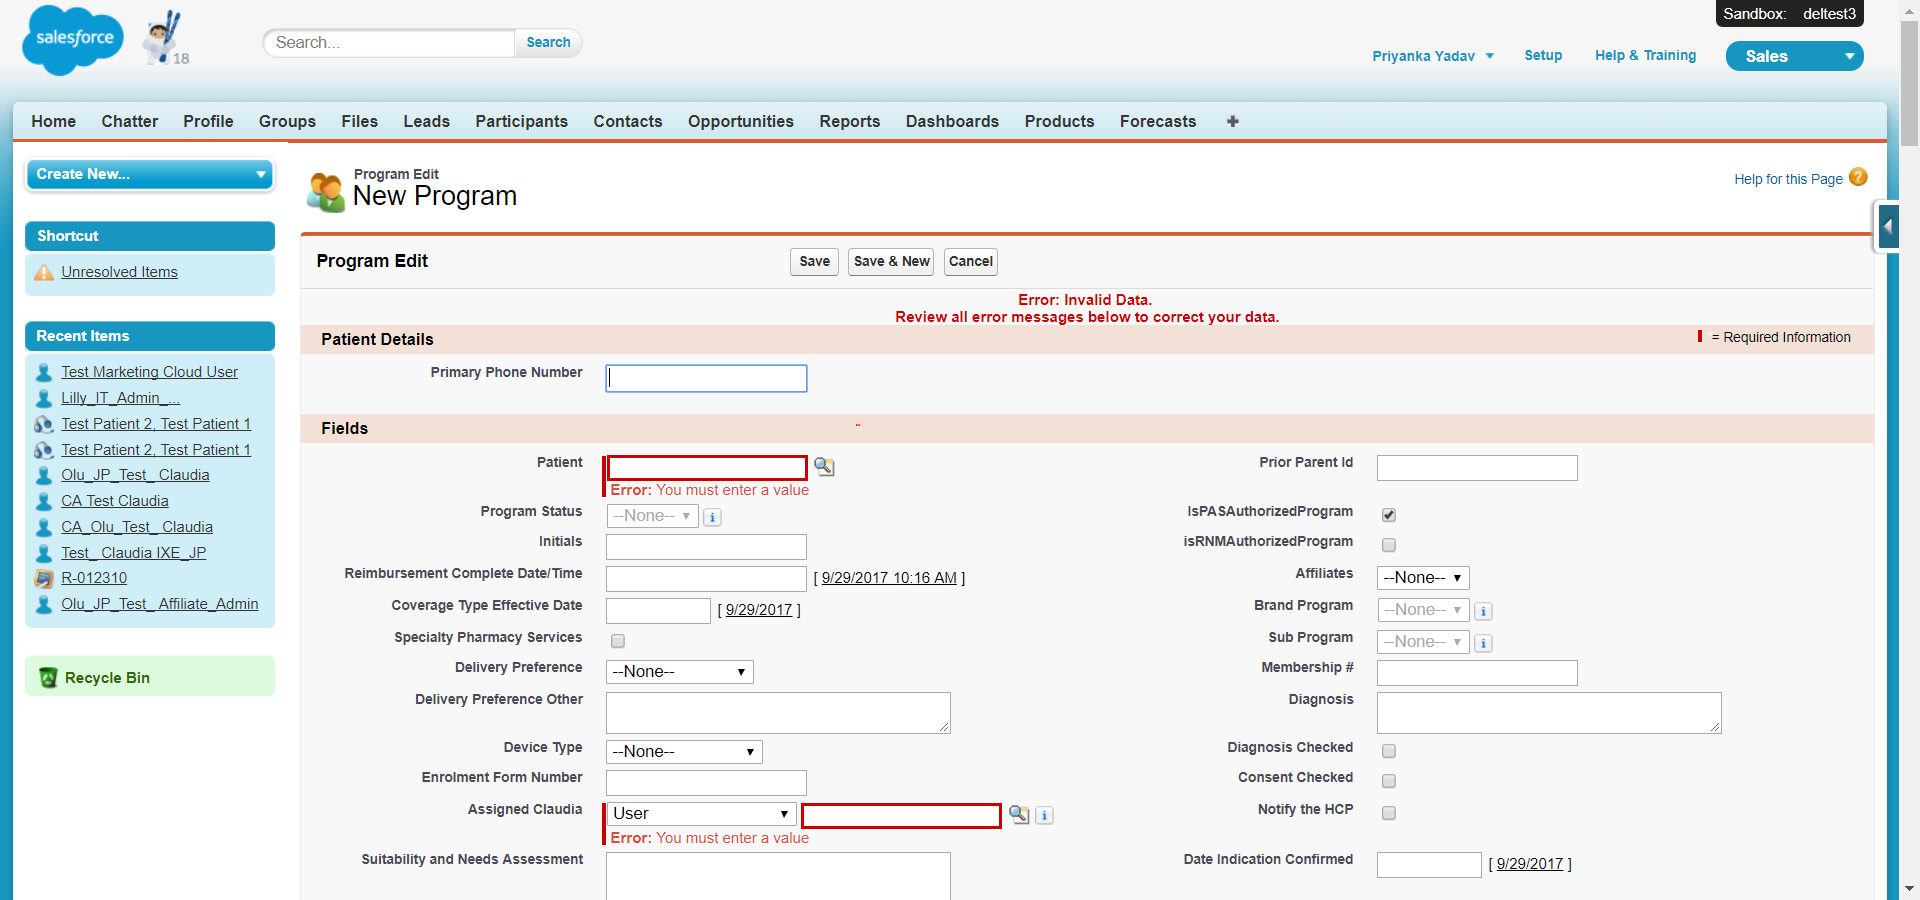 Sandbox: deltest3
salesforce
18
Search...
Search
Priyanka Yadav
Setup
Help & Training
Sales
Home
Chatter
Profile
Groups
Files
Leads
Participants
Contacts
Opportunities
Reports
Dashboards
Products
Forecasts
Create New...
Shortcut
Unresolved Items
Recent Items
Test Marketing Cloud User
Lilly_IT_Admin_...
Test Patient 2, Test Patient 1
Test Patient 2, Test Patient 1
Olu_JP_Test_ Claudia
CA Test Claudia
CA_Olu_Test_ Claudia
Test_ Claudia IXE_JP
R-012310
Olu_JP_Test_ Affiliate_Admin
Recycle Bin
Program Edit
New Program
Help for this Page ?
Program Edit
Save
Save & New
Cancel
Error: Invalid Data.
Review all error messages below to correct your data.
Patient Details
= Required Information
Primary Phone Number
Fields
Patient
Error: You must enter a value
Prior Parent Id
Program Status --None-- i
IsPASAuthorizedProgram
Initials
isRNMAuthorizedProgram
Reimbursement Complete Date/Time [ 9/29/2017 10:16 AM ]
Affiliates --None--
Coverage Type Effective Date [ 9/29/2017 ]
Brand Program --None-- i
Specialty Pharmacy Services
Sub Program --None-- i
Delivery Preference --None--
Membership #
Delivery Preference Other
Diagnosis
Device Type --None--
Diagnosis Checked
Enrolment Form Number
Consent Checked
Assigned Claudia User i
Error: You must enter a value
Notify the HCP
Suitability and Needs Assessment
Date Indication Confirmed [ 9/29/2017 ]